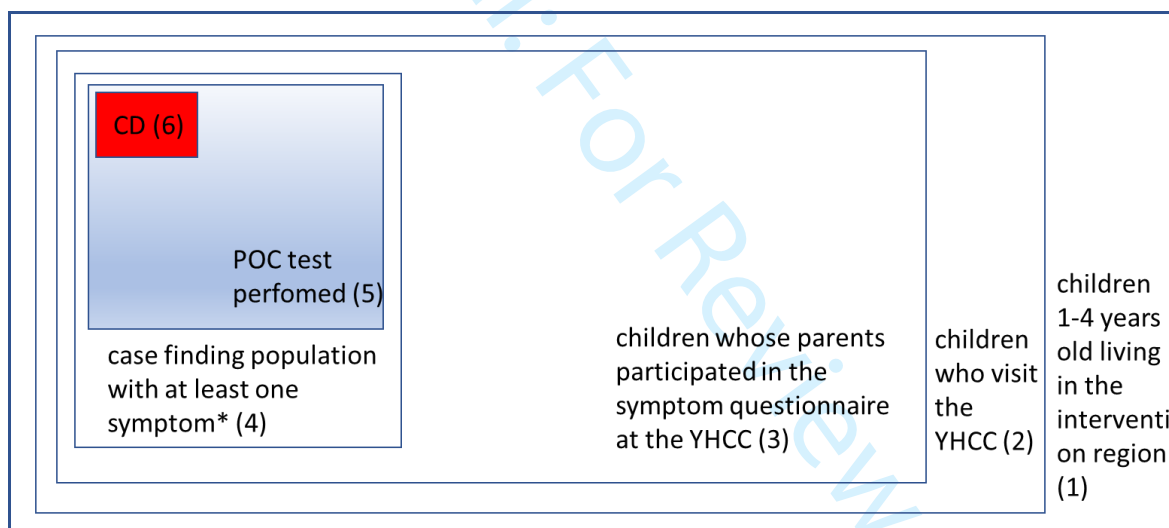 CD (6)
POC test
perfomed (5)
case finding population
with at least one
symptom* (4)
children whose parents
participated in the
symptom questionnaire
at the YHCC (3)
children
who visit
the
YHCC (2)
children
1-4 years
old living
in the
interventi
on region
(1)
: For Review